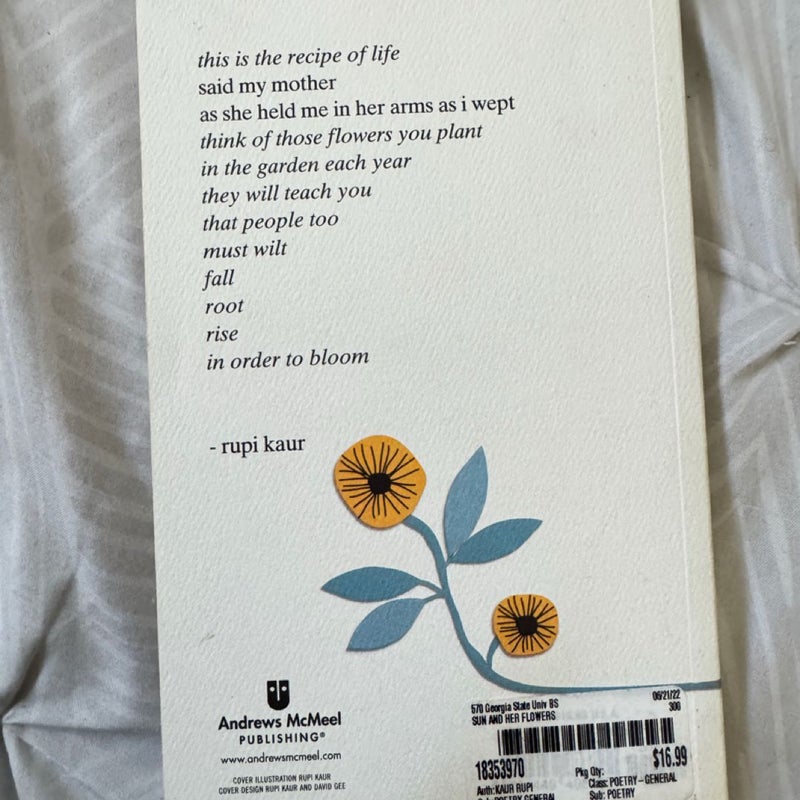 this is the recipe of life
said my mother
as she held me in her arms as i wept
think of those flowers you plant
in the garden each year
they will teach you
that people too
must wilt
fall
root
rise
in order to bloom
- rupi kaur
Andrews McMeel
PUBLISHING®
www.andrewsmcmeel.com
COVER ILLUSTRATION RUPI KAUR
COVER DESIGN RUPI KAUR AND DAVID GEE
570 Georgia State Univ BS 06/21/22
SUN AND HER FLOWERS 300
18353970 Pkg Qty: $16.99
Auth:KAUR RUPI Class: POETRY-GENERAL
POETRY GENERAL Sub: POETRY